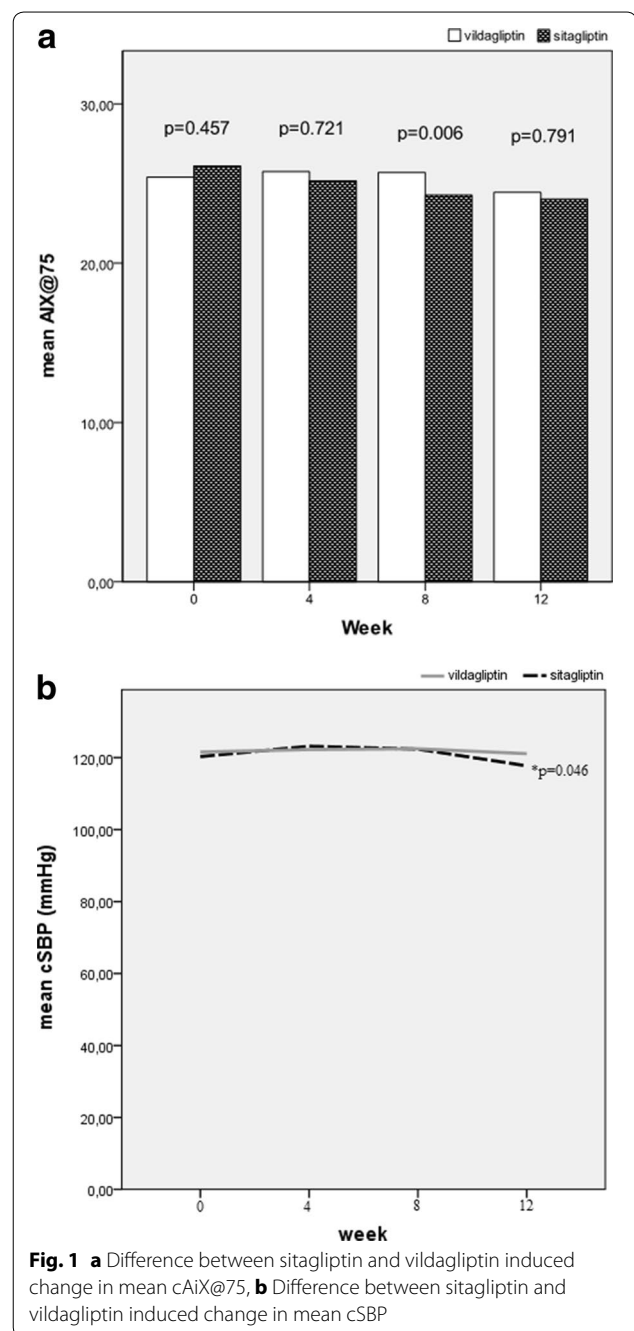 a
vildagliptin sitagliptin
30,00
p=0.457 p=0.721 p=0.006 p=0.791
20,00
mean AIX@75
10,00
0,00
0 4 8 12
Week
b
vildagliptin sitagliptin
120,00
*p=0.046
100,00
80,00
mean cSBP (mmHg)
60,00
40,00
20,00
0,00
0 4 8 12
week
Fig. 1 a Difference between sitagliptin and vildagliptin induced
change in mean cAiX@75, b Difference between sitagliptin and
vildagliptin induced change in mean cSBP